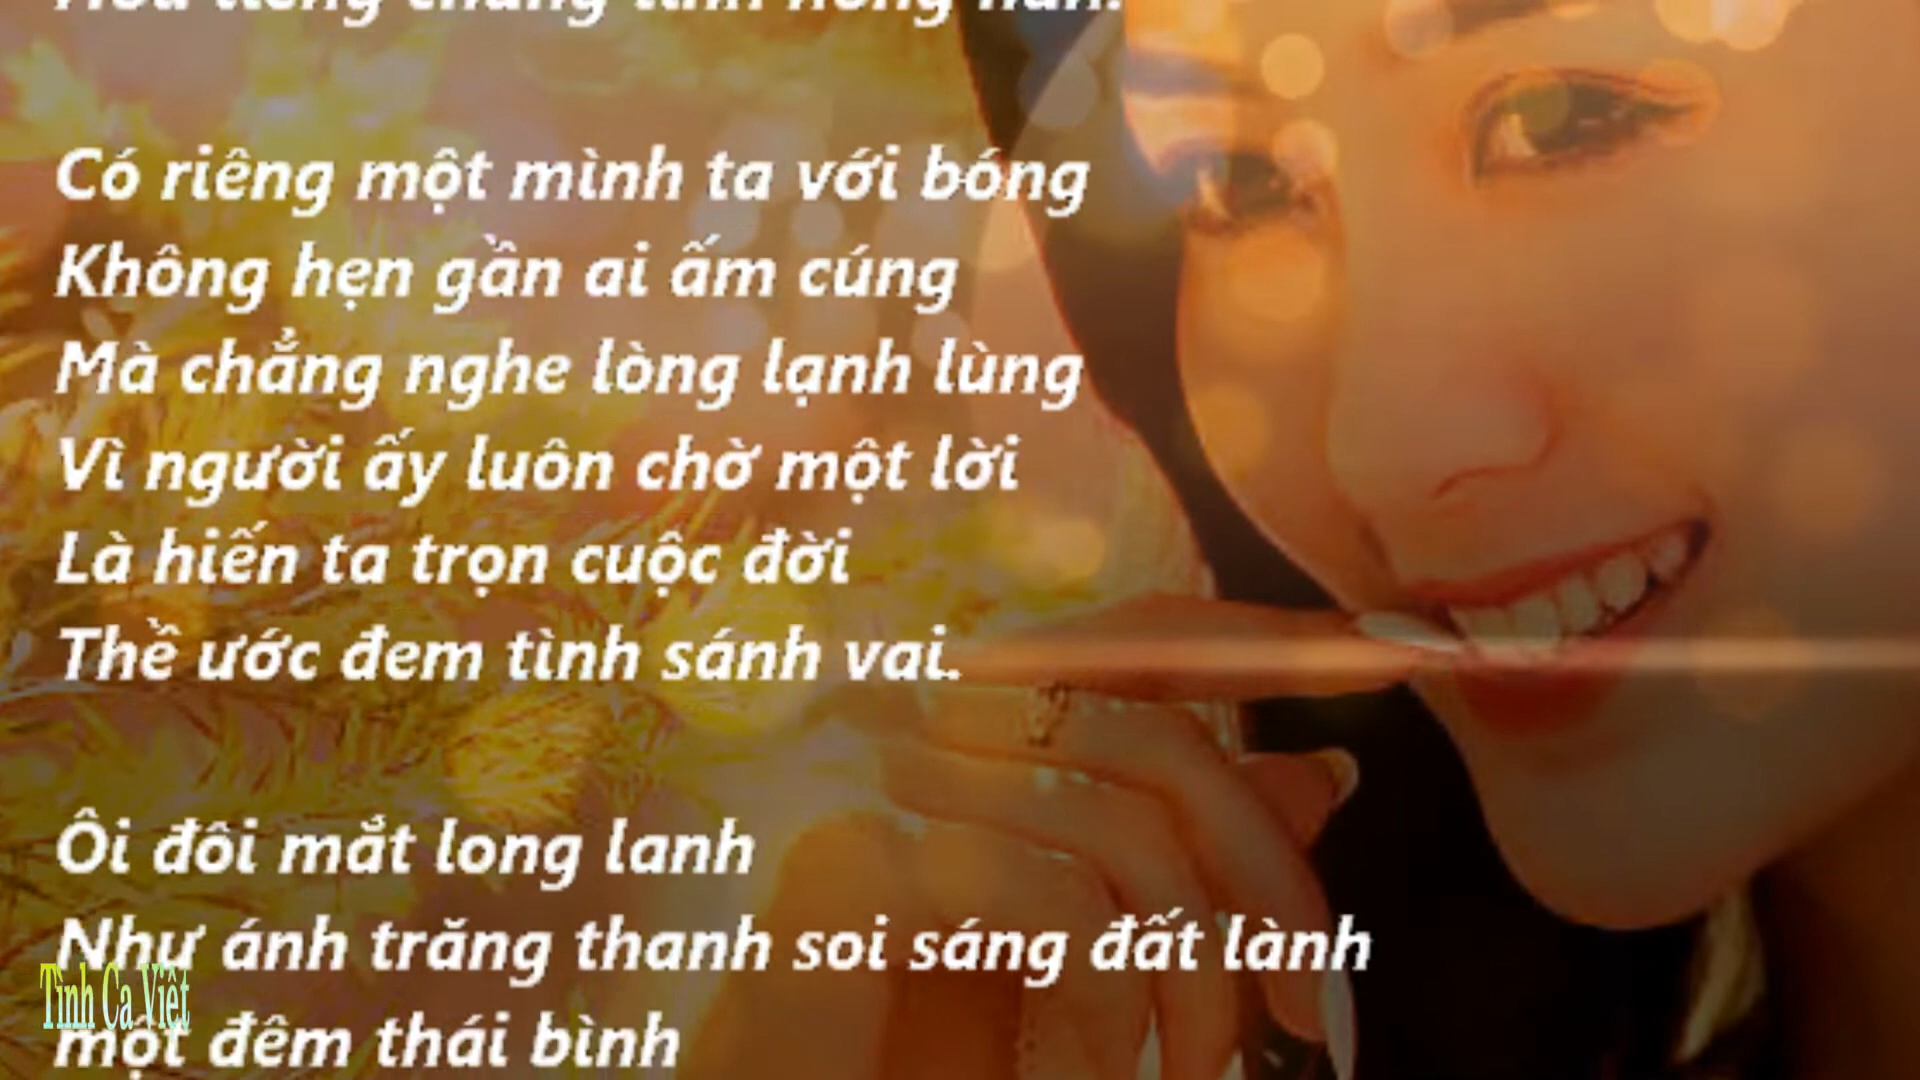 Có riêng một mình ta với bóng
Không hẹn gần ai ấm cúng
Mà chẳng nghe lòng lạnh lùng
Vì người ấy luôn chờ một lời
Là hiến ta trọn cuộc đời
Thề ước đem tình sánh vai.
Ôi đôi mắt long lanh
Như ánh trăng thanh soi sáng đất lành
Tình Ca Việt
một đêm thái bình